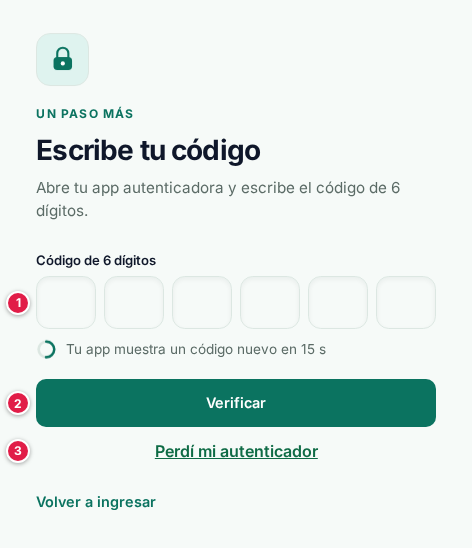 UN PASO MÁS
Escribe tu código
Abre tu app autenticadora y escribe el código de 6
dígitos.
Código de 6 dígitos
1
Tu app muestra un código nuevo en 15 s
2 Verificar
3 Perdí mi autenticador
Volver a ingresar